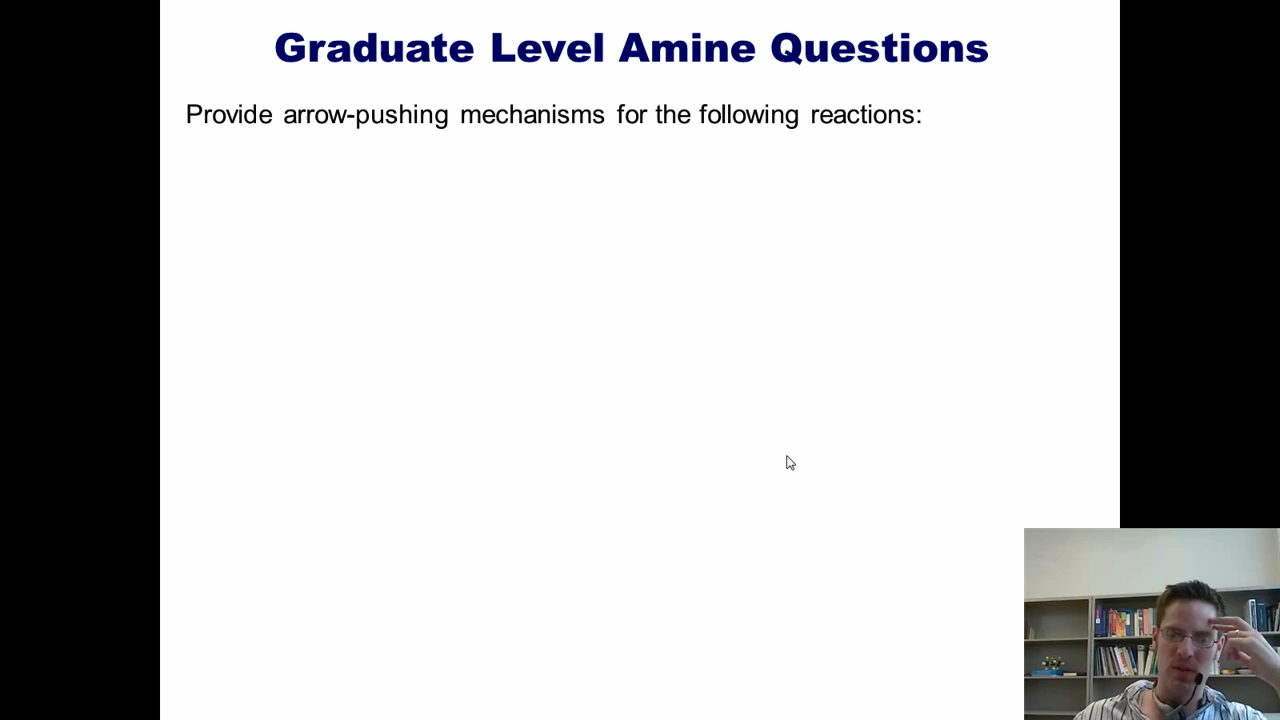 Graduate Level Amine Questions
Provide arrow-pushing mechanisms for the following reactions: